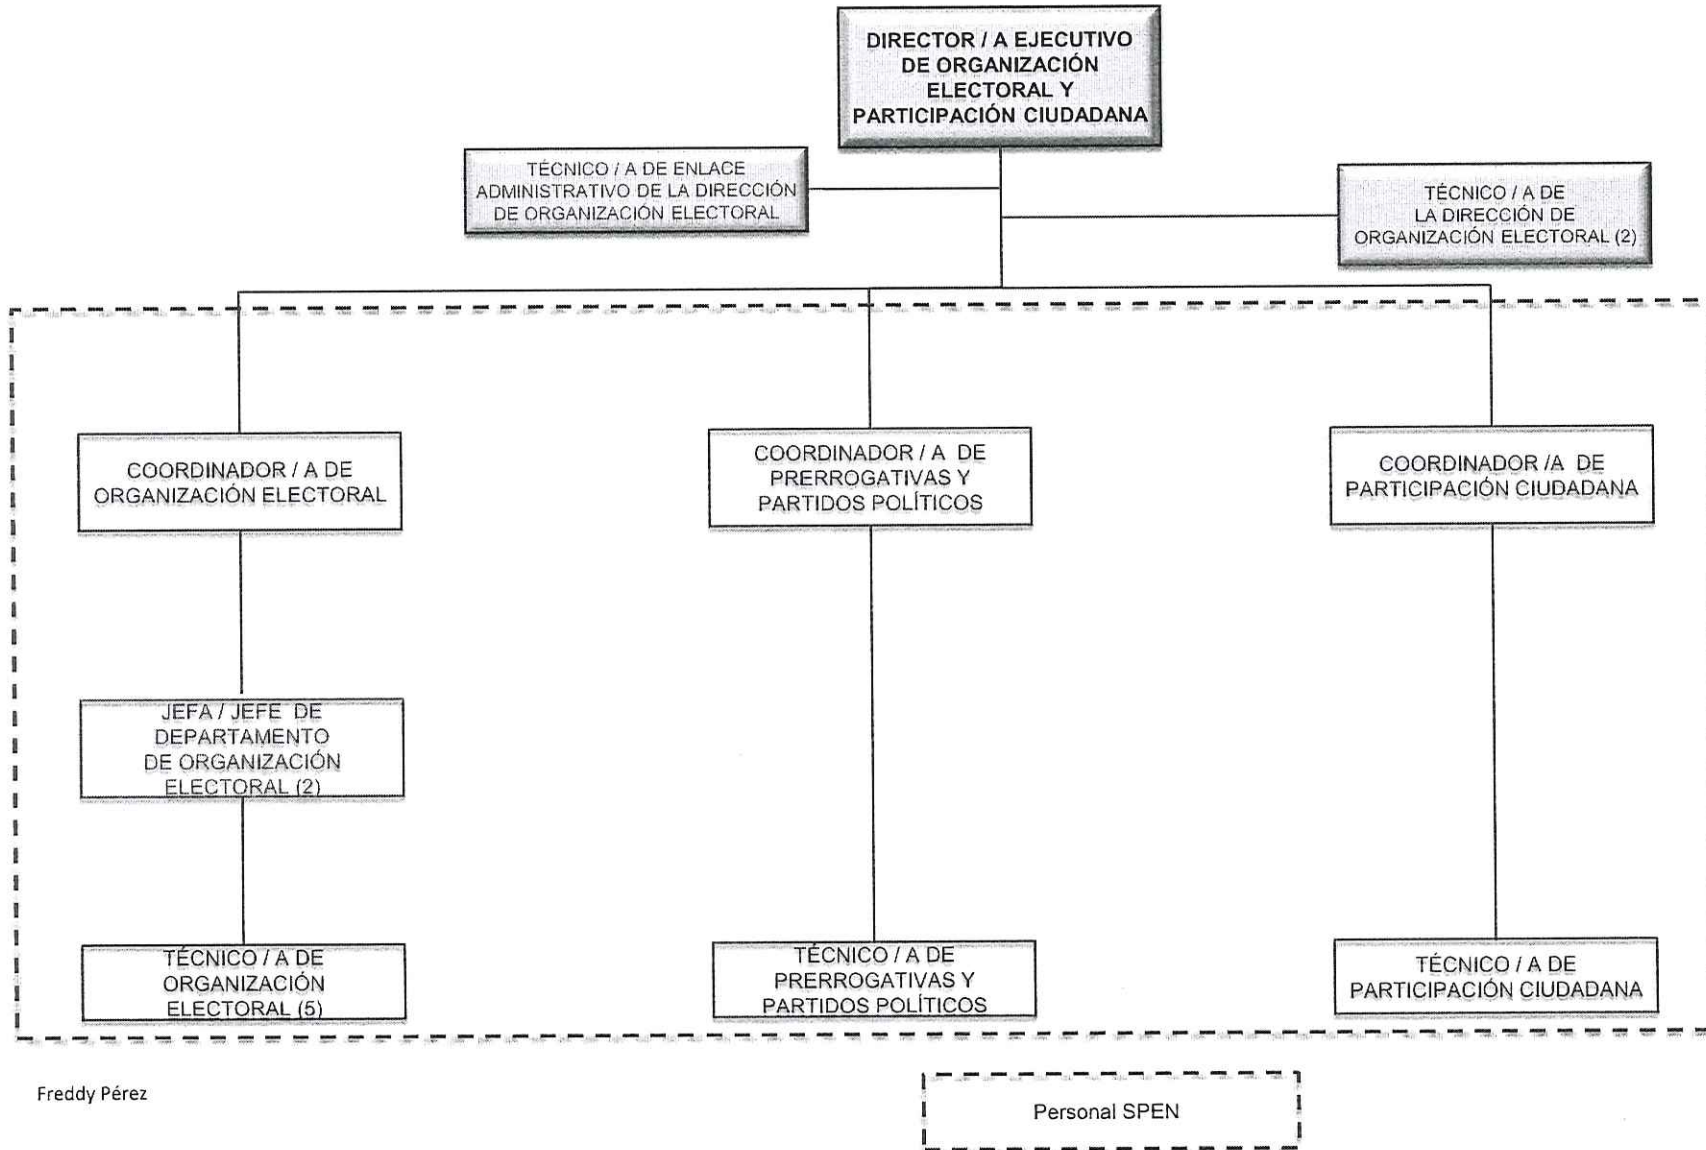 DIRECTOR / A EJECUTIVO
DE ORGANIZACIÓN
ELECTORAL Y
PARTICIPACIÓN CIUDADANA
TÉCNICO / A DE ENLACE
ADMINISTRATIVO DE LA DIRECCIÓN
DE ORGANIZACIÓN ELECTORAL
TÉCNICO / A DE
LA DIRECCIÓN DE
ORGANIZACIÓN ELECTORAL (2)
COORDINADOR / A DE
ORGANIZACIÓN ELECTORAL
COORDINADOR / A DE
PRERROGATIVAS Y
PARTIDOS POLÍTICOS
COORDINADOR /A DE
PARTICIPACIÓN CIUDADANA
JEFA / JEFE DE
DEPARTAMENTO
DE ORGANIZACIÓN
ELECTORAL (2)
TÉCNICO / A DE
ORGANIZACIÓN
ELECTORAL (5)
TÉCNICO / A DE
PRERROGATIVAS Y
PARTIDOS POLÍTICOS
TÉCNICO / A DE
PARTICIPACIÓN CIUDADANA
Freddy Pérez
Personal SPEN